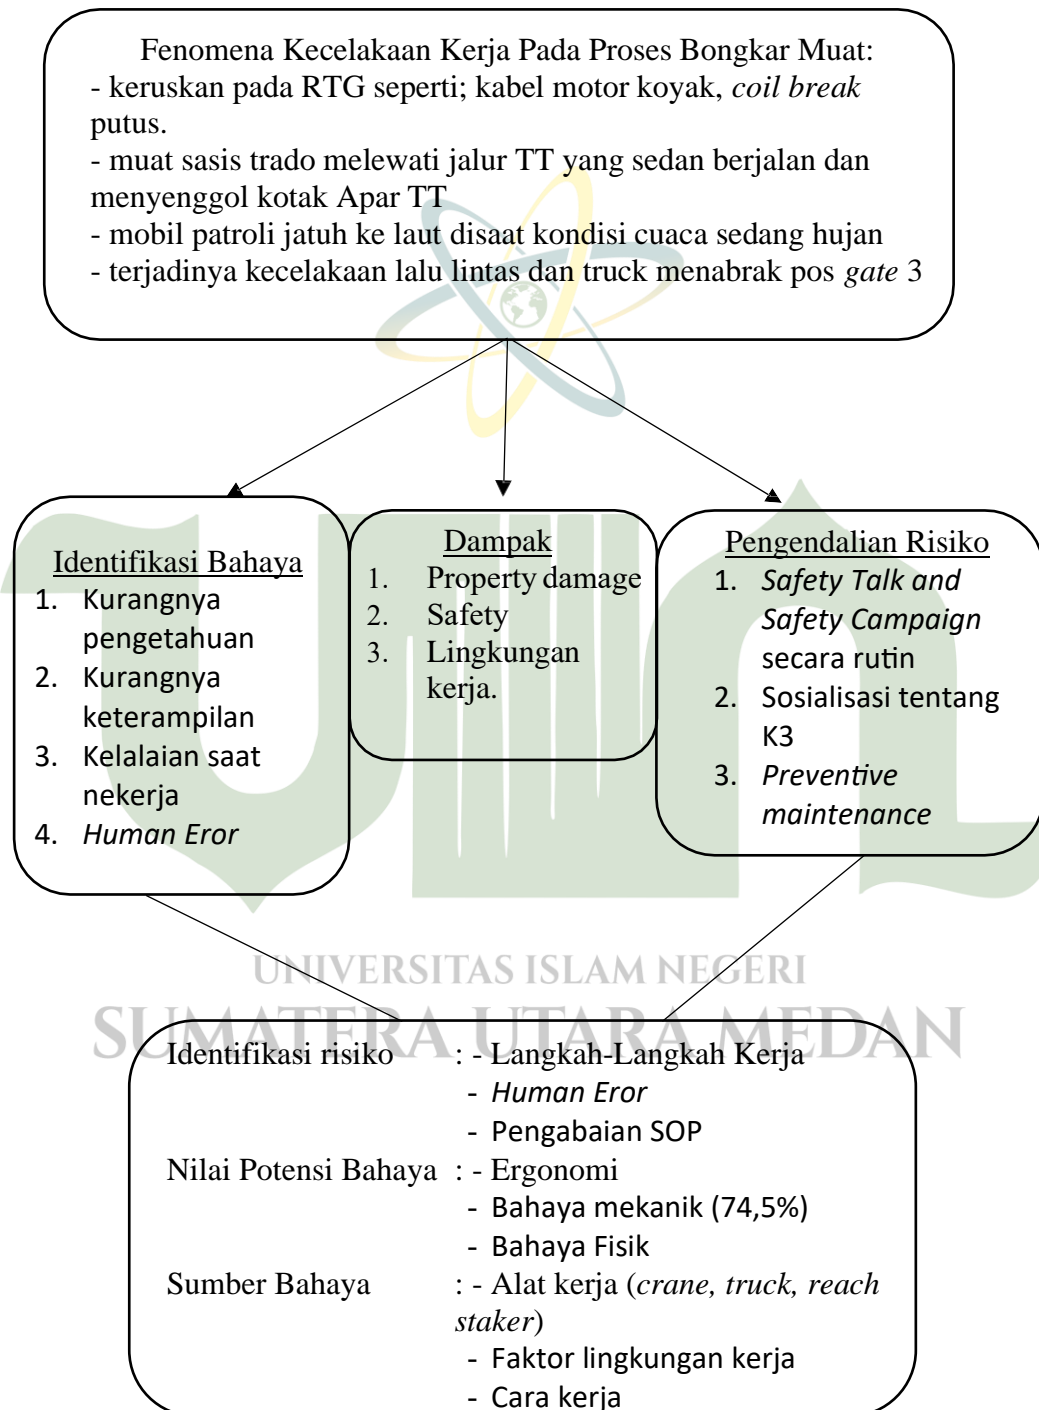 Fenomena Kecelakaan Kerja Pada Proses Bongkar Muat:
- keruskan pada RTG seperti; kabel motor koyak, coil break
putus.
- muat sasis trado melewati jalur TT yang sedan berjalan dan
menyenggol kotak Apar TT
- mobil patroli jatuh ke laut disaat kondisi cuaca sedang hujan
- terjadinya kecelakaan lalu lintas dan truck menabrak pos gate 3
Identifikasi Bahaya
1. Kurangnya
pengetahuan
2. Kurangnya
keterampilan
3. Kelalaian saat
nekerja
4. Human Eror
Dampak
1. Property damage
2. Safety
3. Lingkungan
kerja.
Pengendalian Risiko
1. Safety Talk and
Safety Campaign
secara rutin
2. Sosialisasi tentang
K3
3. Preventive
maintenance
UNIVERSITAS ISLAM NEGERI
SUMATERA UTARA MEDAN
Identifikasi risiko : - Langkah-Langkah Kerja
- Human Eror
- Pengabaian SOP
Nilai Potensi Bahaya : - Ergonomi
- Bahaya mekanik (74,5%)
- Bahaya Fisik
Sumber Bahaya : - Alat kerja (crane, truck, reach
staker)
- Faktor lingkungan kerja
- Cara kerja